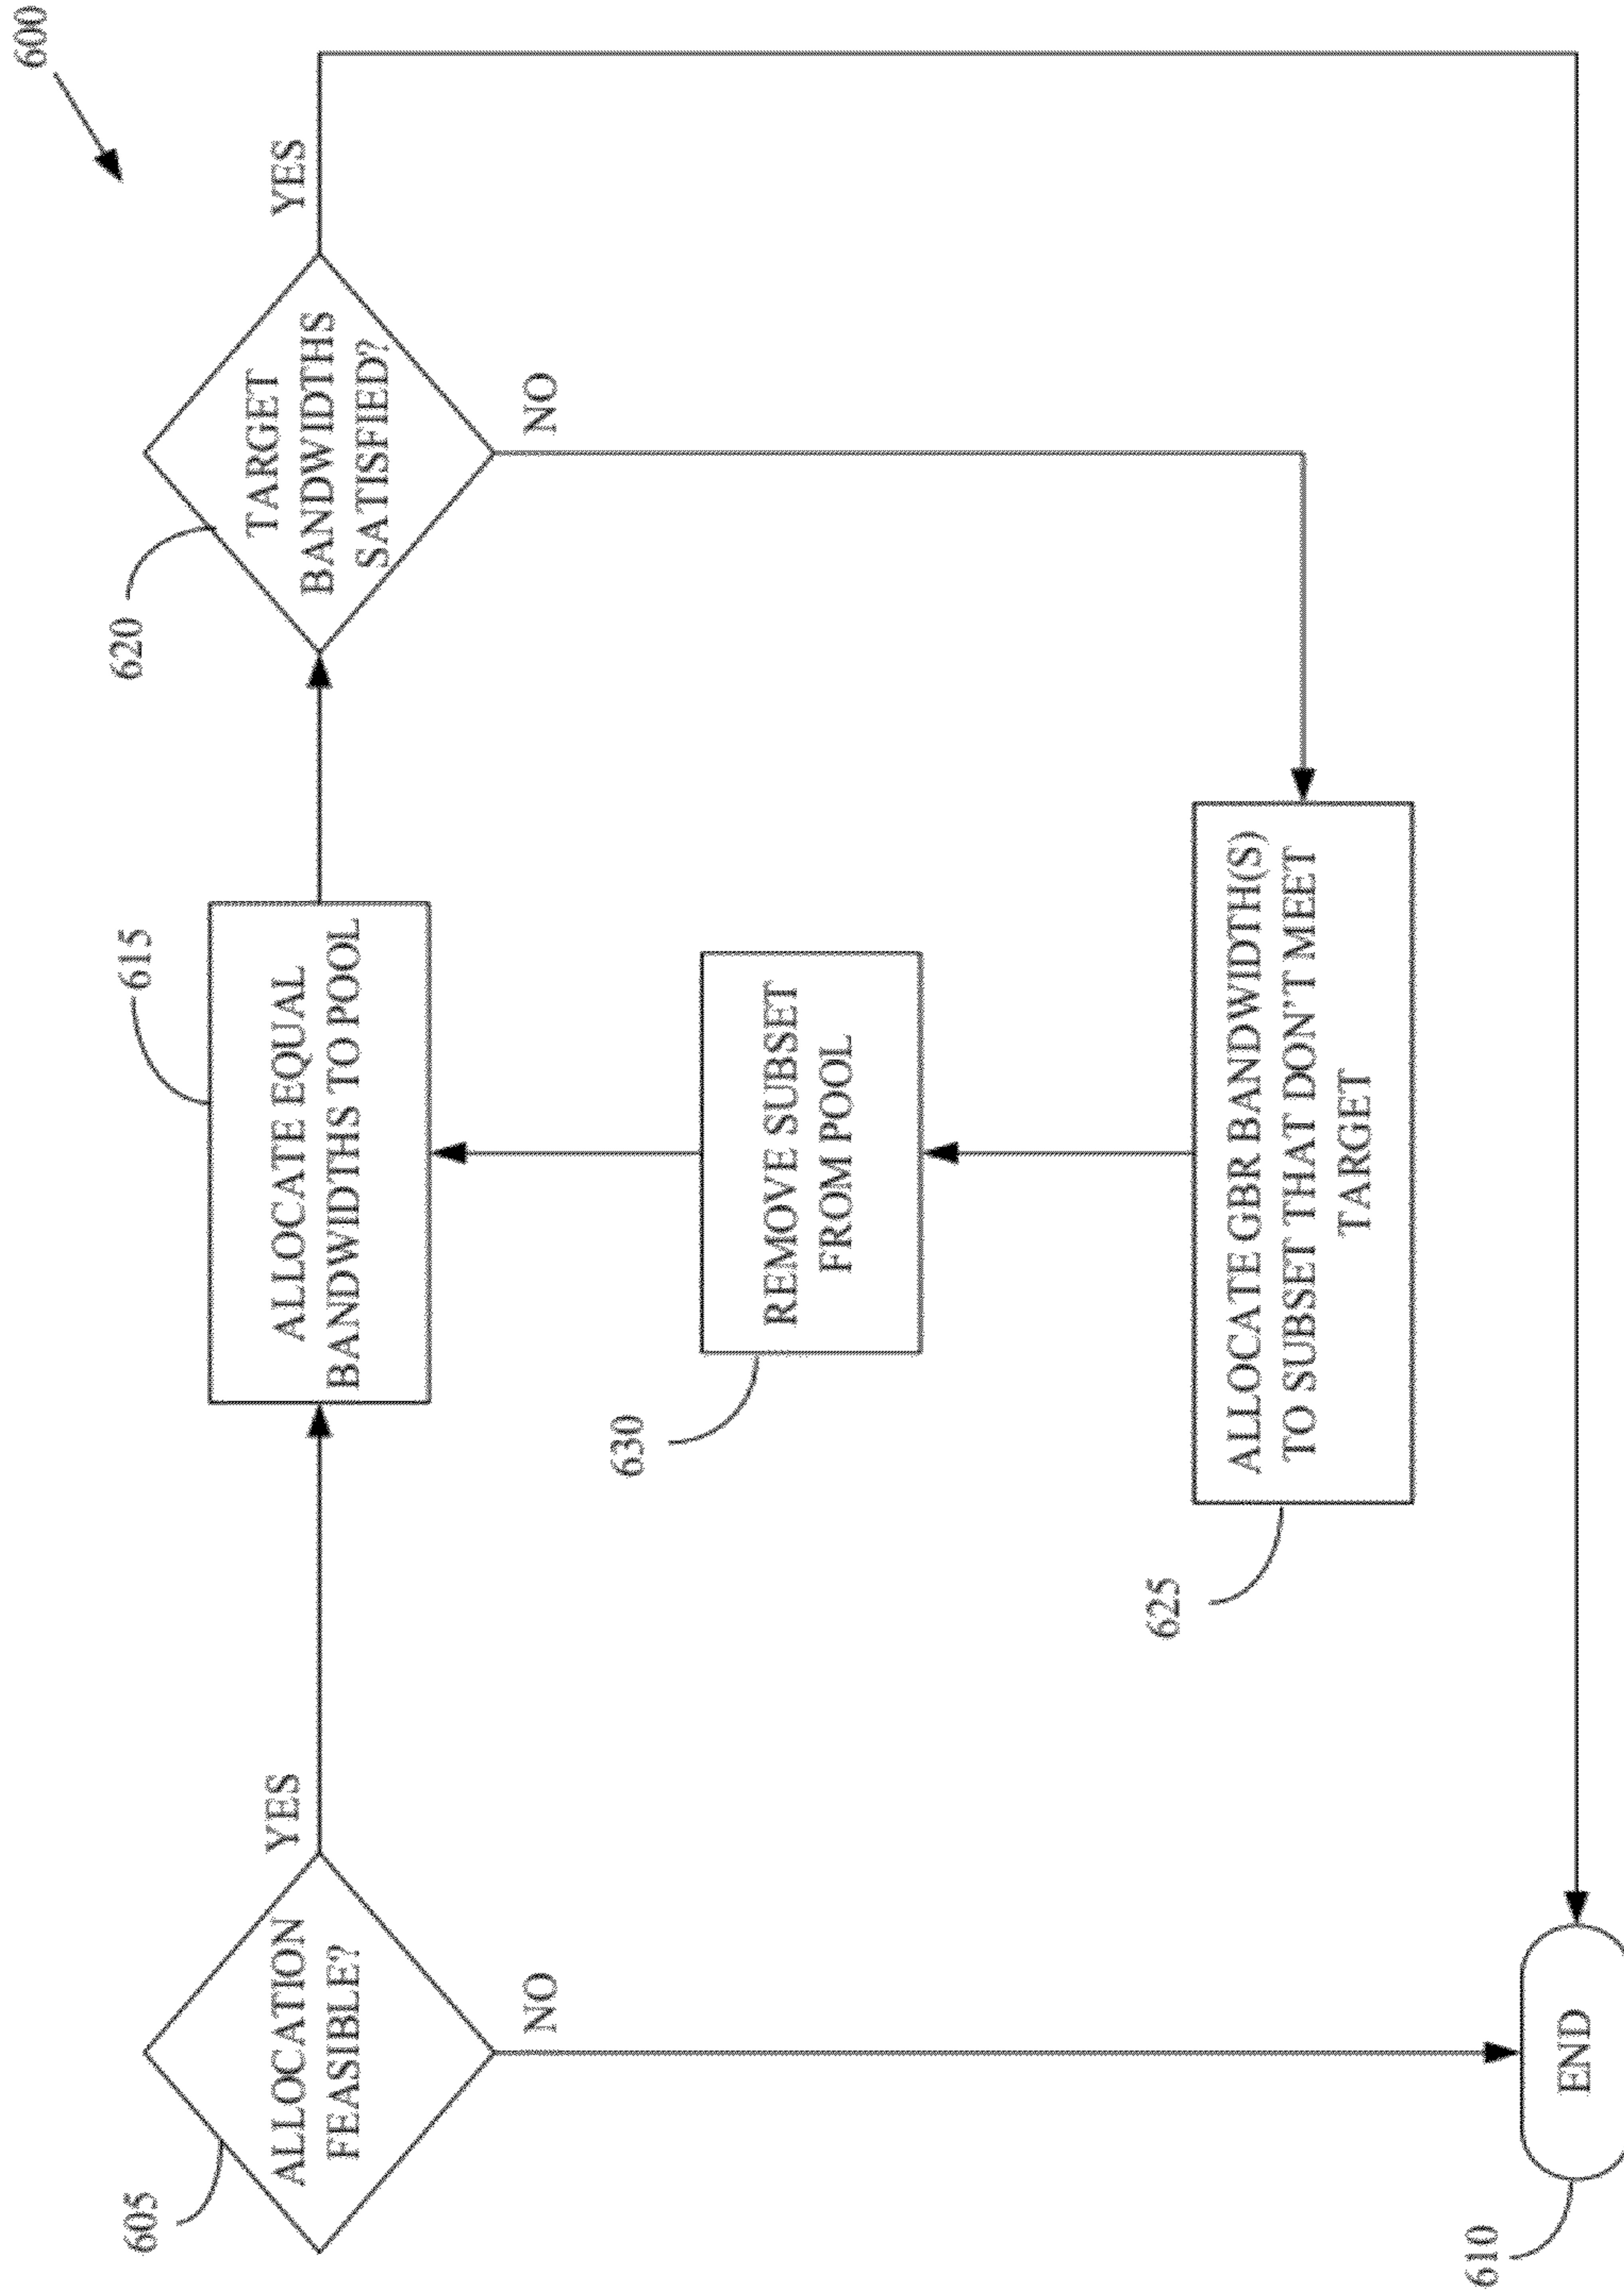 600
605
ALLOCATION
FEASIBLE?
YES
NO
615
ALLOCATE EQUAL
BANDWIDTHS TO POOL
620
TARGET
BANDWIDTHS
SATISFIED?
YES
NO
630
REMOVE SUBSET
FROM POOL
625
ALLOCATE GBR BANDWIDTH(S)
TO SUBSET THAT DON'T MEET
TARGET
610
END